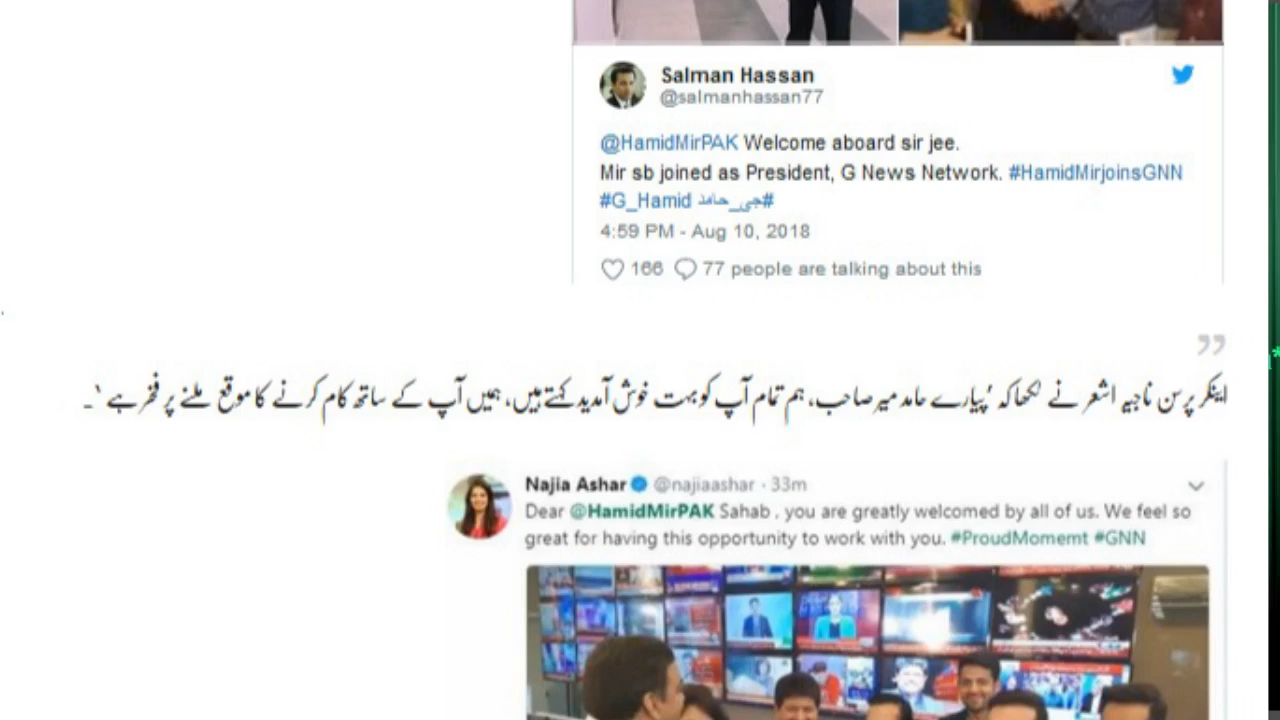 Salman Hassan
@salmanhassan77
@HamidMirPAK Welcome aboard sir jee.
Mir sb joined as President, G News Network. #HamidMirjoinsGNN
#G_Hamid #جی_حامد
4:59 PM - Aug 10, 2018
166 77 people are talking about this
”
اینکر پرسن ناجیہ اشعر نے لکھا کہ 'پیارے حامد میر صاحب، ہم تمام آپ کو بہت خوش آمدید کہتے ہیں، ہمیں آپ کے ساتھ کام کرنے کا موقع ملنے پر فخر ہے'۔
Najia Ashar @najiaashar · 33m
Dear @HamidMirPAK Sahab , you are greatly welcomed by all of us. We feel so
great for having this opportunity to work with you. #ProudMomemt #GNN